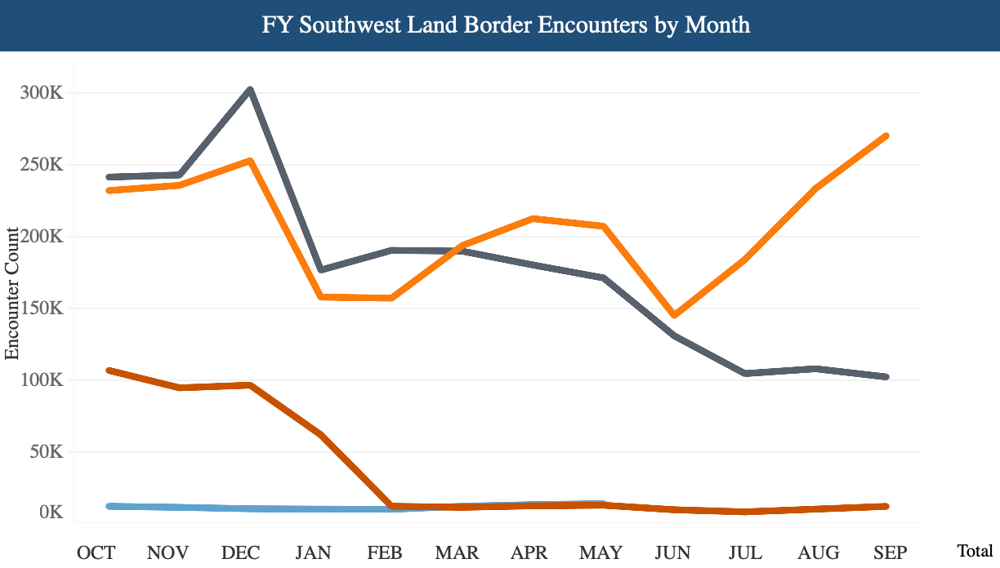 FY Southwest Land Border Encounters by Month
300K
250K
200K
150K
100K
50K
0K
Encounter Count
OCT NOV DEC JAN FEB MAR APR MAY JUN JUL AUG SEP Total